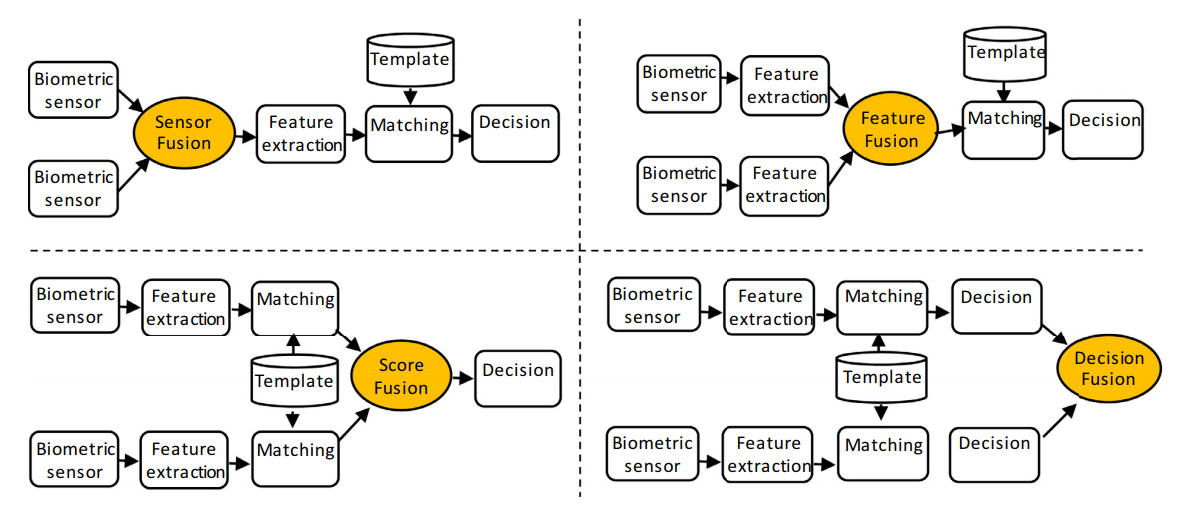 Biometric
sensor
Biometric
sensor
Sensor
Fusion
Feature
extraction
Template
Matching
Decision
Biometric
sensor
Feature
extraction
Biometric
sensor
Feature
extraction
Feature
Fusion
Template
Matching
Decision
Biometric
sensor
Feature
extraction
Matching
Template
Biometric
sensor
Feature
extraction
Matching
Score
Fusion
Decision
Biometric
sensor
Feature
extraction
Matching
Decision
Template
Biometric
sensor
Feature
extraction
Matching
Decision
Decision
Fusion